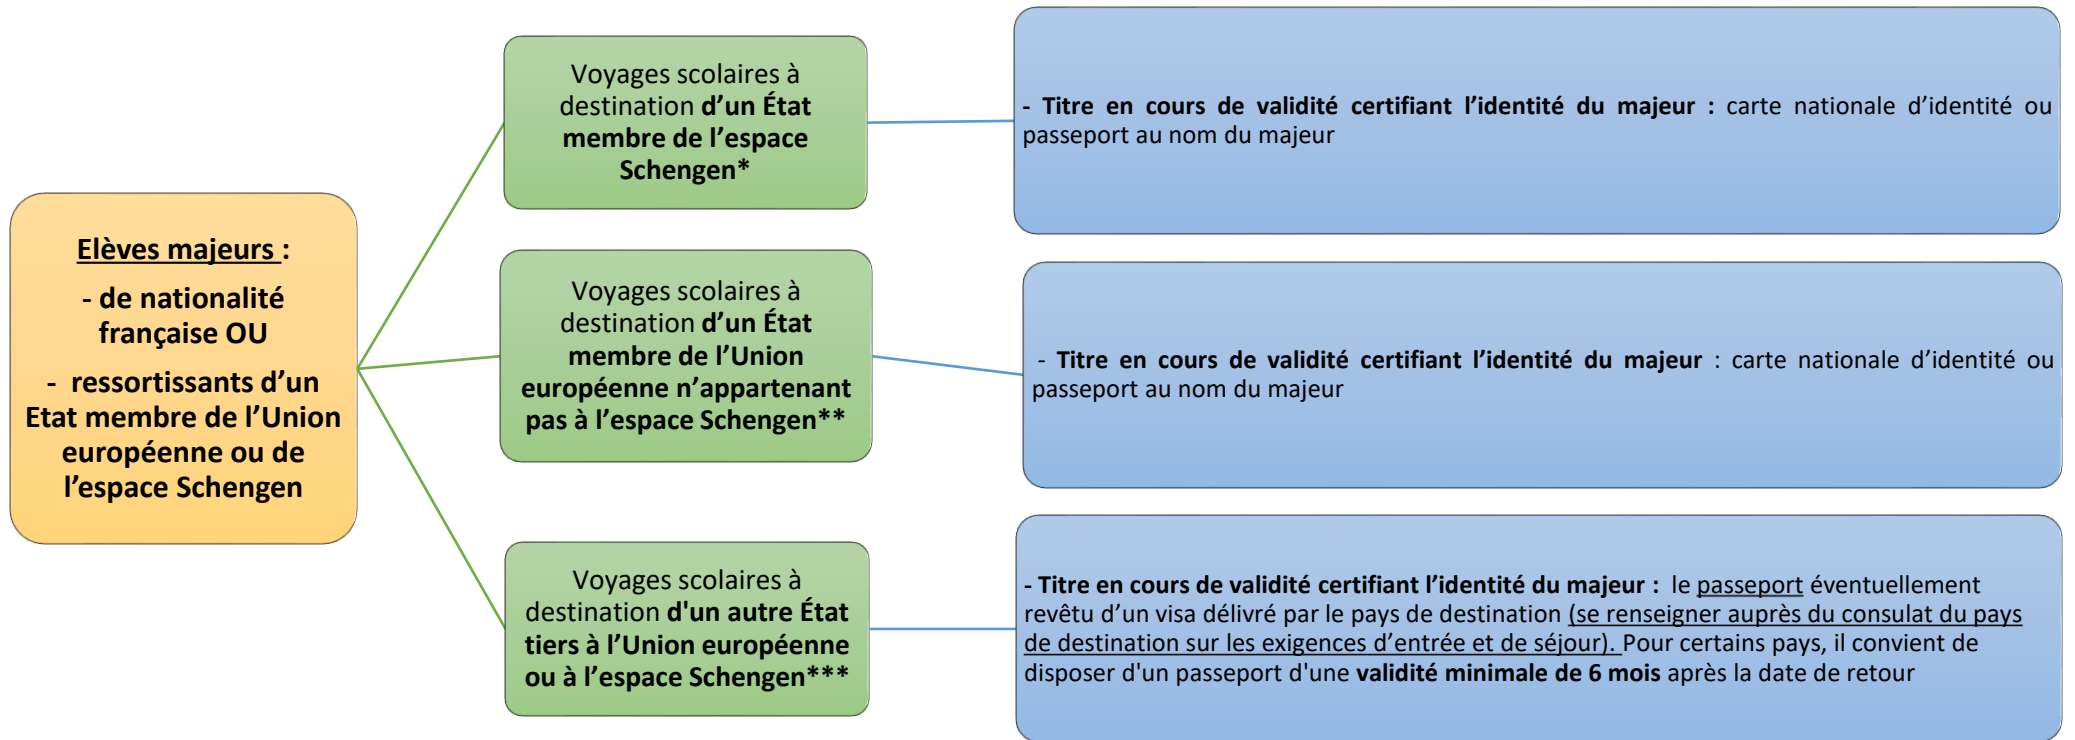 Elèves majeurs :
- de nationalité
française OU
- ressortissants d’un
Etat membre de l’Union
européenne ou de
l’espace Schengen
Voyages scolaires à
destination d’un État
membre de l’espace
Schengen*
- Titre en cours de validité certifiant l’identité du majeur : carte nationale d’identité ou
passeport au nom du majeur
Voyages scolaires à
destination d’un État
membre de l’Union
européenne n’appartenant
pas à l’espace Schengen**
- Titre en cours de validité certifiant l’identité du majeur : carte nationale d’identité ou
passeport au nom du majeur
Voyages scolaires à
destination d'un autre État
tiers à l’Union européenne
ou à l’espace Schengen***
- Titre en cours de validité certifiant l’identité du majeur : le passeport éventuellement
revêtu d’un visa délivré par le pays de destination (se renseigner auprès du consulat du pays
de destination sur les exigences d’entrée et de séjour). Pour certains pays, il convient de
disposer d'un passeport d'une validité minimale de 6 mois après la date de retour